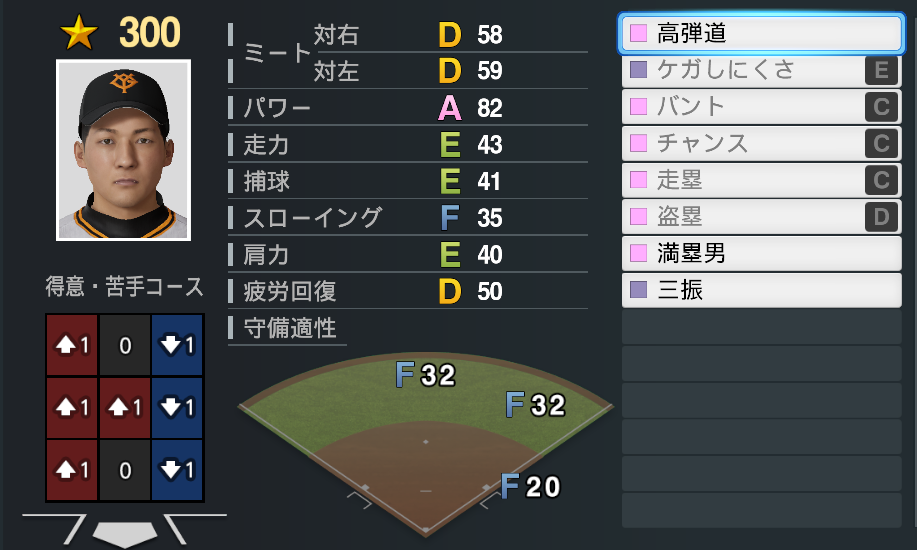 300
ミート
対右 D 58
対左 D 59
パワー A 82
走力 E 43
捕球 E 41
スローイング F 35
肩力 E 40
疲労回復 D 50
守備適性
F 32
F 32
F 20
YG
得意・苦手コース
1 0 1
1 1 1
1 0 1
高弾道
ケガしにくさ E
バント C
チャンス C
走塁 C
盗塁 D
満塁男
三振